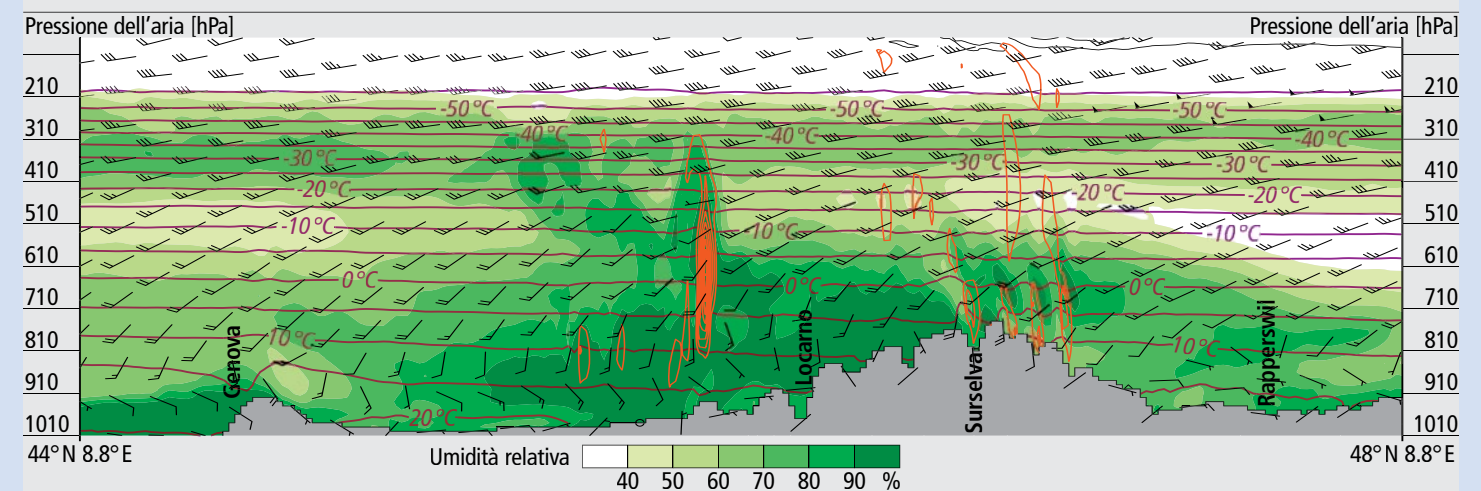 Pressione dell'aria [hPa] Pressione dell'aria [hPa]
210 210
-50°C -50°C -50°C
310 310
-40°C -40°C -40°C
-30°C -30°C -30°C
410 410
-20°C -20°C -20°C
510 510
-10°C -10°C -10°C
610 610
0°C 0°C 0°C
710 710
10°C 10°C
810 810
910 910
20°C
1010 1010
Genova
Locarno
Surselva
Rapperswil
44° N 8.8° E 48° N 8.8° E
Umidità relativa
40 50 60 70 80 90 %